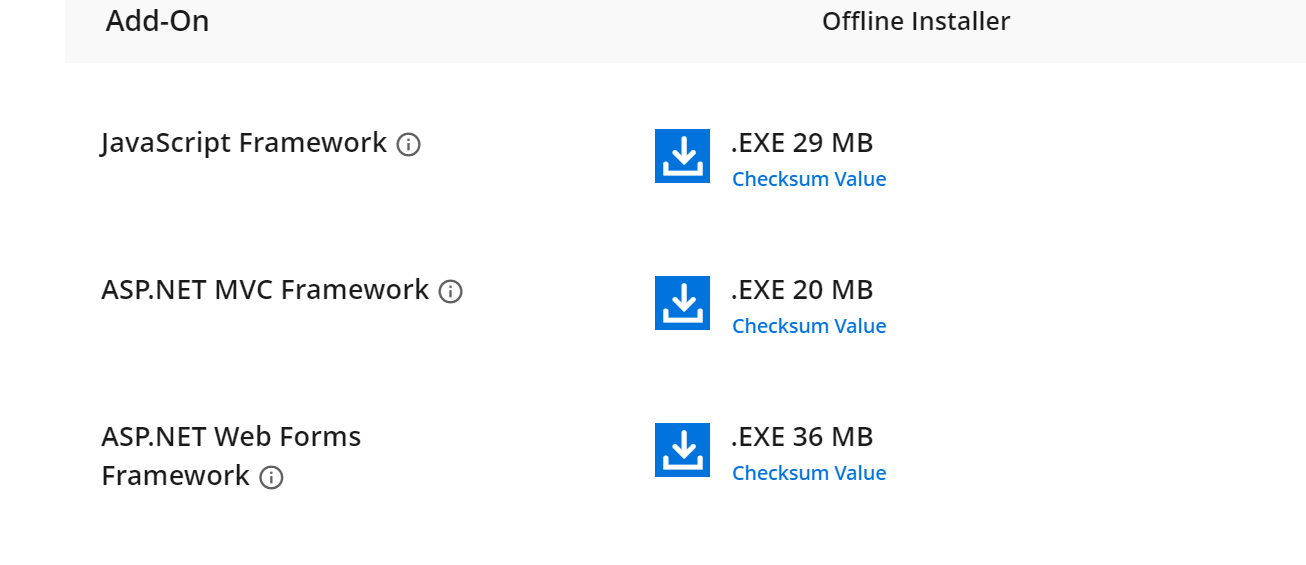 Add-On
Offline Installer
JavaScript Framework
.EXE 29 MB
Checksum Value
ASP.NET MVC Framework
.EXE 20 MB
Checksum Value
ASP.NET Web Forms
Framework
.EXE 36 MB
Checksum Value